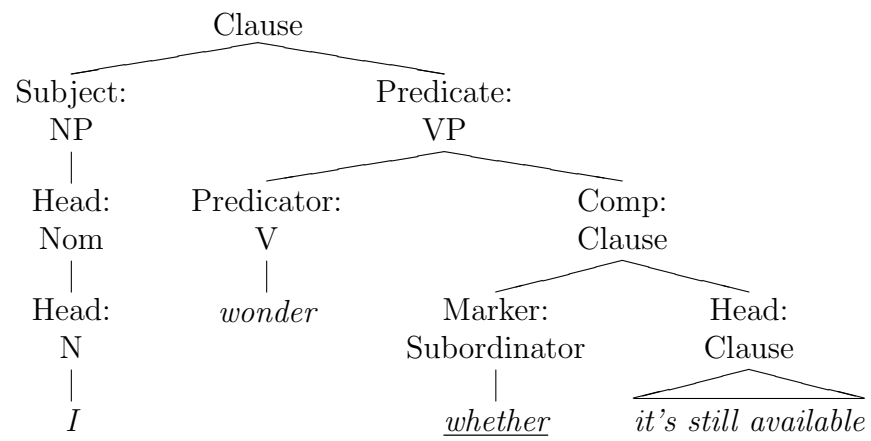 Clause
Subject: Predicate:
NP VP
Head: Predicator: Comp:
Nom V Clause
Head: wonder Marker: Head:
N Subordinator Clause
I whether it's still available